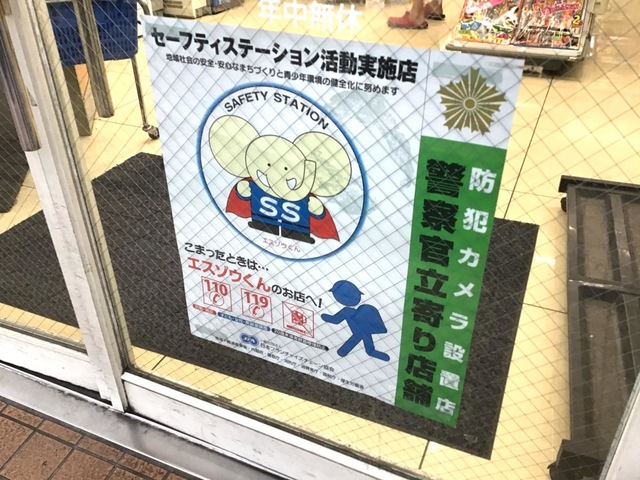 年中無休
セーフティステーション活動実施店
地域社会の安全・安心なまちづくりと青少年環境の健全化に努めます
SAFETY STATION
SS
エスゾウくん
こまったときは…
エスゾウくんのお店へ!
110
119
防犯カメラ設置店
警察官立寄り店舗